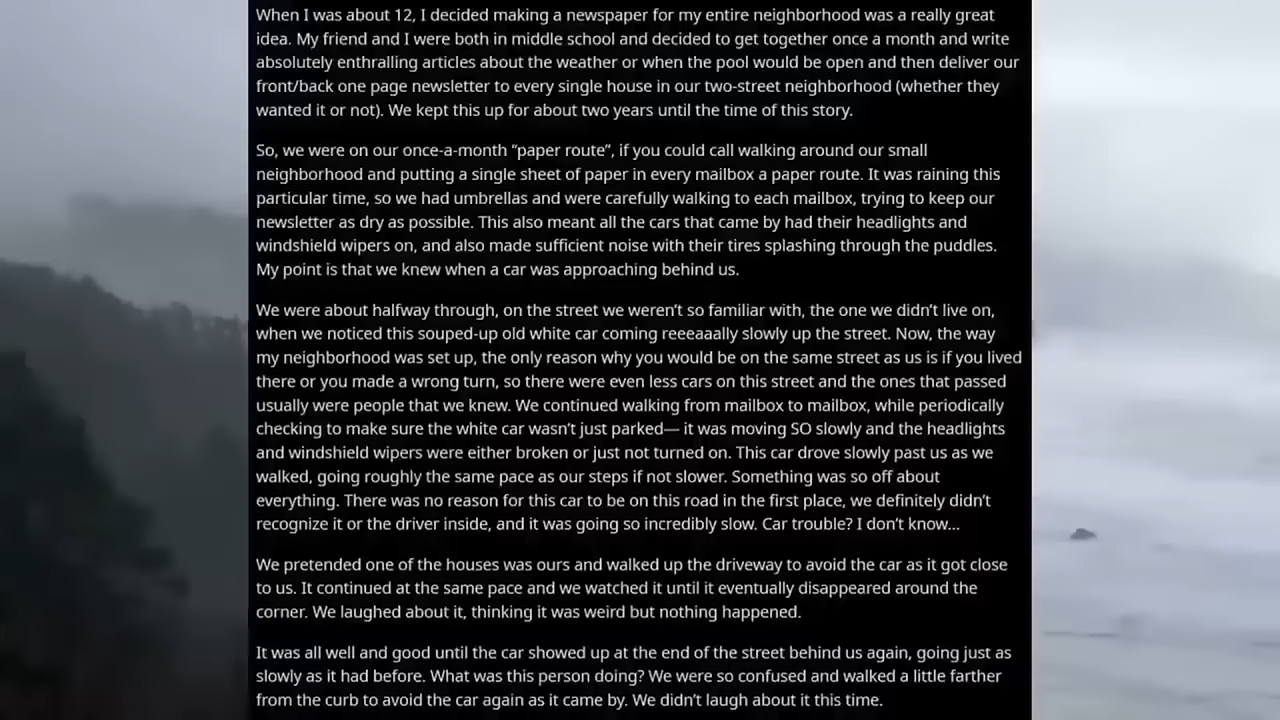 When I was about 12, I decided making a newspaper for my entire neighborhood was a really great
idea. My friend and I were both in middle school and decided to get together once a month and write
absolutely enthralling articles about the weather or when the pool would be open and then deliver our
front/back one page newsletter to every single house in our two-street neighborhood (whether they
wanted it or not). We kept this up for about two years until the time of this story.
So, we were on our once-a-month “paper route”, if you could call walking around our small
neighborhood and putting a single sheet of paper in every mailbox a paper route. It was raining this
particular time, so we had umbrellas and were carefully walking to each mailbox, trying to keep our
newsletter as dry as possible. This also meant all the cars that came by had their headlights and
windshield wipers on, and also made sufficient noise with their tires splashing through the puddles.
My point is that we knew when a car was approaching behind us.
We were about halfway through, on the street we weren’t so familiar with, the one we didn’t live on,
when we noticed this souped-up old white car coming reeeaaally slowly up the street. Now, the way
my neighborhood was set up, the only reason why you would be on the same street as us is if you lived
there or you made a wrong turn, so there were even less cars on this street and the ones that passed
usually were people that we knew. We continued walking from mailbox to mailbox, while periodically
checking to make sure the white car wasn’t just parked— it was moving SO slowly and the headlights
and windshield wipers were either broken or just not turned on. This car drove slowly past us as we
walked, going roughly the same pace as our steps if not slower. Something was so off about
everything. There was no reason for this car to be on this road in the first place, we definitely didn’t
recognize it or the driver inside, and it was going so incredibly slow. Car trouble? I don’t know…
We pretended one of the houses was ours and walked up the driveway to avoid the car as it got close
to us. It continued at the same pace and we watched it until it eventually disappeared around the
corner. We laughed about it, thinking it was weird but nothing happened.
It was all well and good until the car showed up at the end of the street behind us again, going just as
slowly as it had before. What was this person doing? We were so confused and walked a little farther
from the curb to avoid the car again as it came by. We didn’t laugh about it this time.